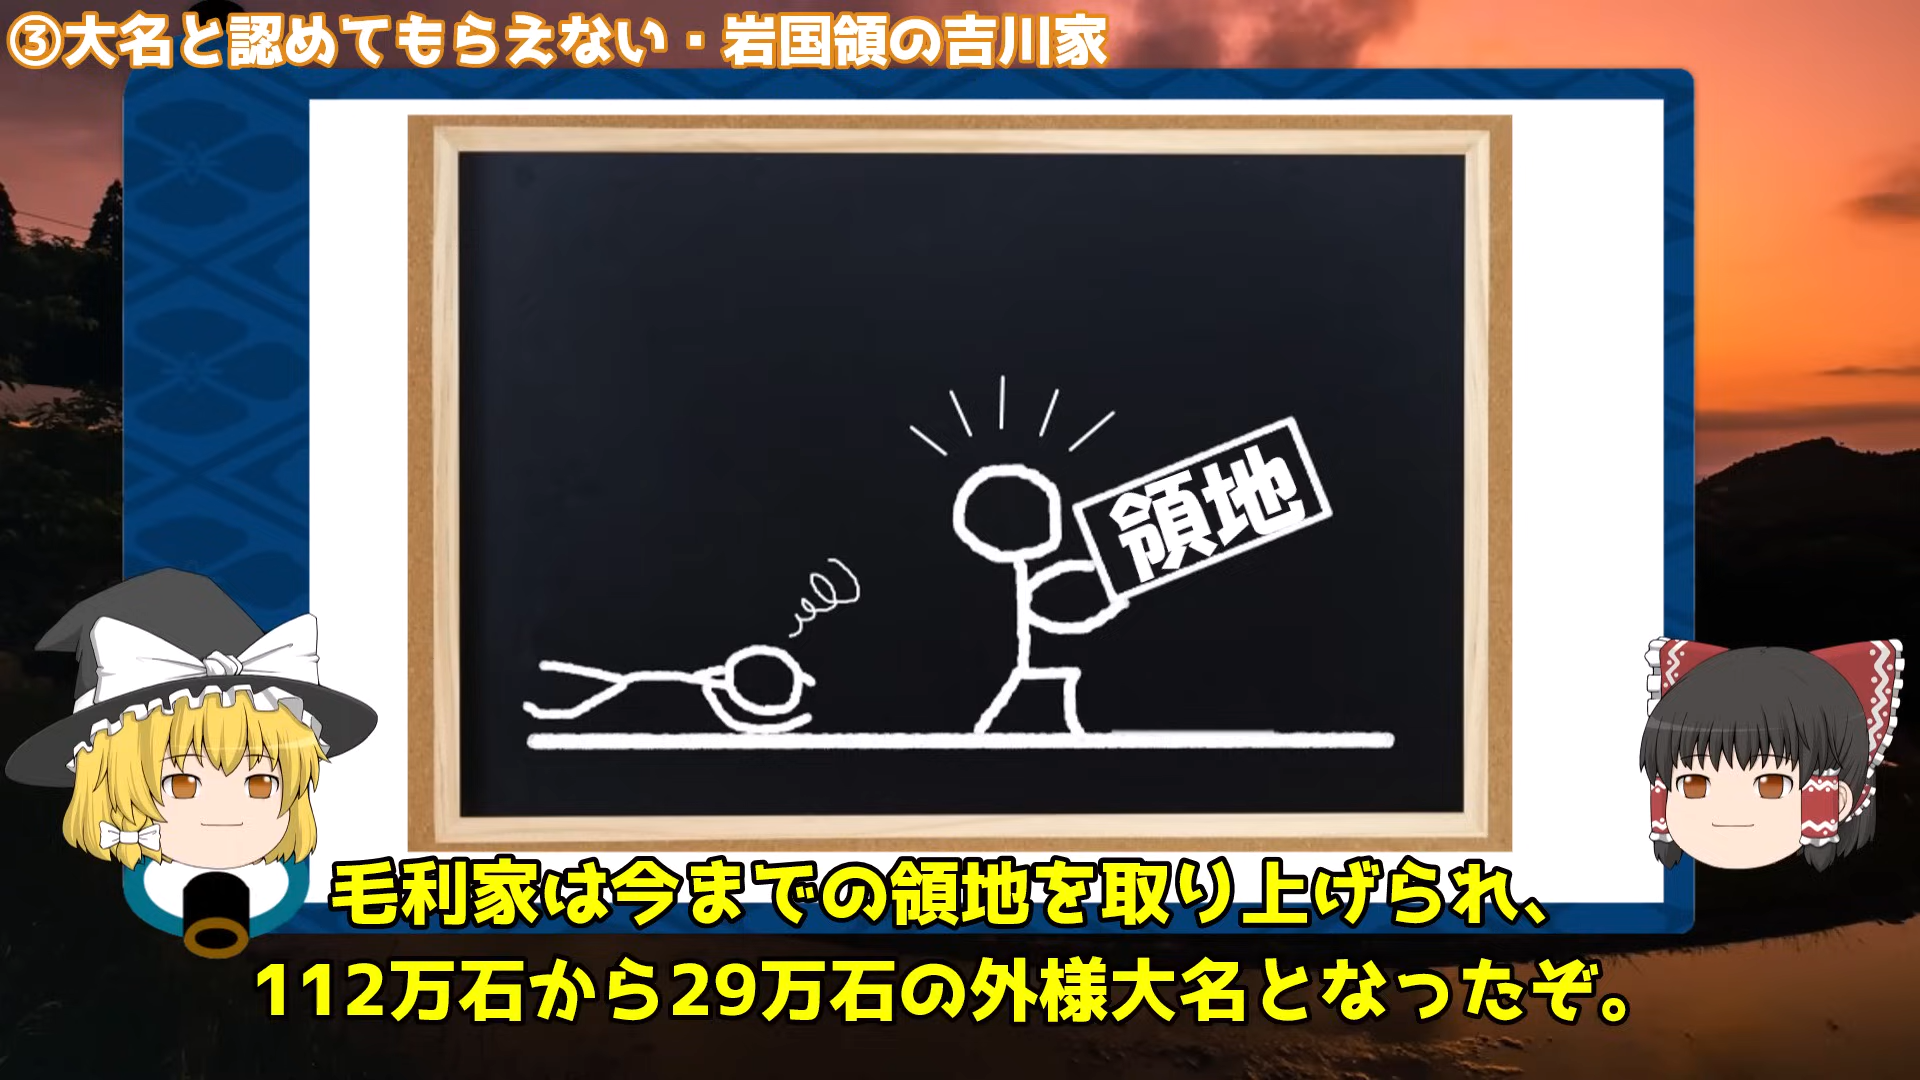 ③大名と認めてもらえない・岩国領の吉川家
領地
毛利家は今までの領地を取り上げられ、
112万石から29万石の外様大名となったぞ。